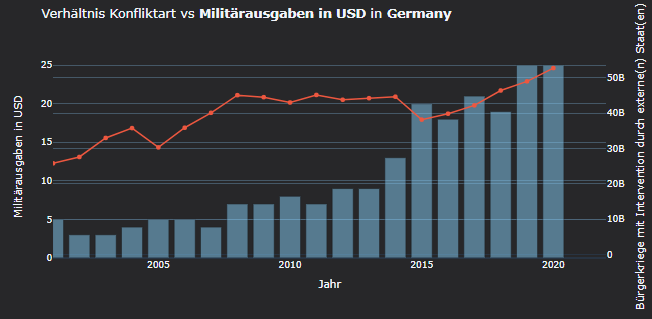 Verhältnis Konfliktart vs Militärausgaben in USD in Germany
Militärausgaben in USD
25
20
15
10
5
0
50B
40B
30B
20B
10B
0
Bürgerkriege mit Intervention durch externe(n) Staat(en)
2005
2010
2015
2020
Jahr